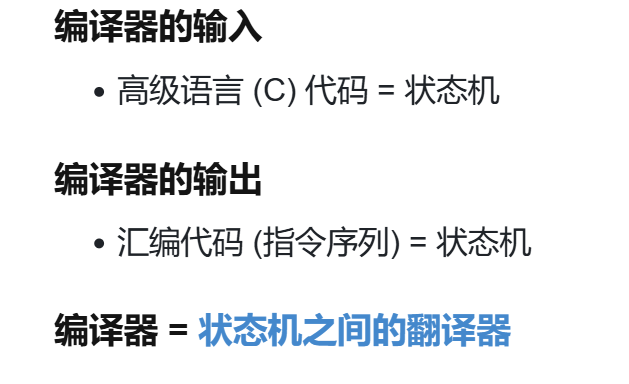 编译器的输入
• 高级语言 (C) 代码 = 状态机
编译器的输出
• 汇编代码 (指令序列) = 状态机
编译器 = 状态机之间的翻译器